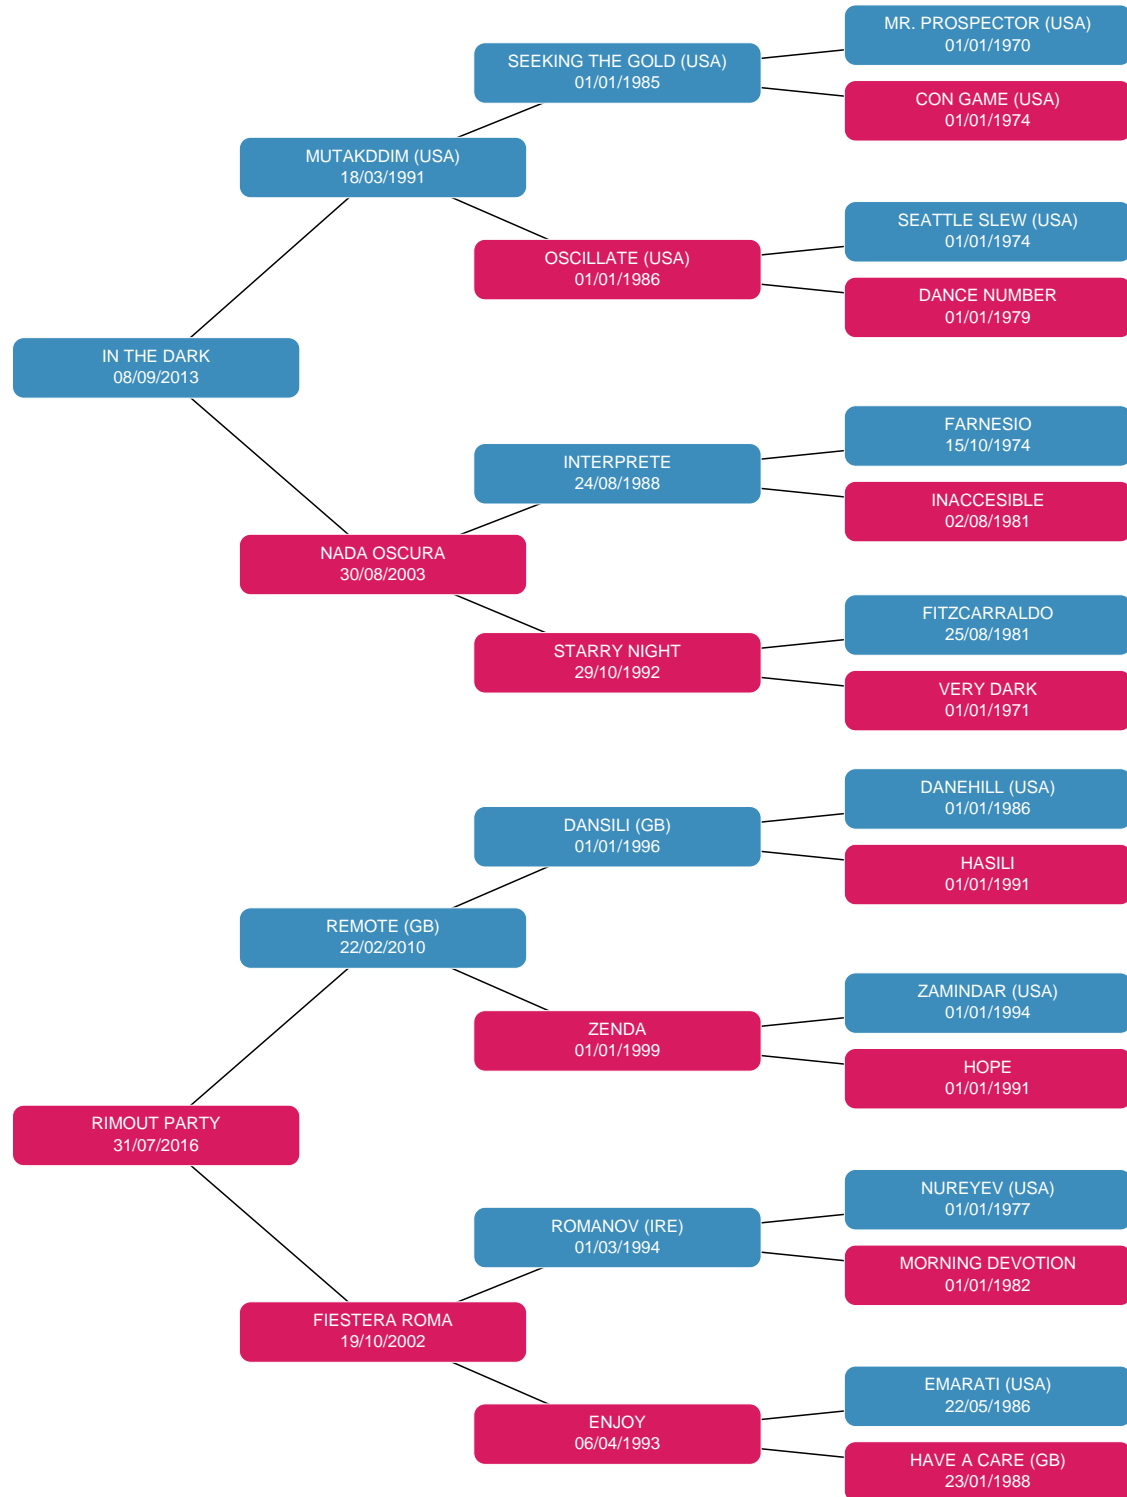 MR. PROSPECTOR (USA)
01/01/1970
SEEKING THE GOLD (USA)
01/01/1985
CON GAME (USA)
01/01/1974
MUTAKDDIM (USA)
18/03/1991
SEATTLE SLEW (USA)
01/01/1974
OSCILLATE (USA)
01/01/1986
DANCE NUMBER
01/01/1979
IN THE DARK
08/09/2013
FARNESIO
15/10/1974
INTERPRETE
24/08/1988
INACCESIBLE
02/08/1981
NADA OSCURA
30/08/2003
FITZCARRALDO
25/08/1981
STARRY NIGHT
29/10/1992
VERY DARK
01/01/1971
DANEHILL (USA)
01/01/1986
DANSILI (GB)
01/01/1996
HASILI
01/01/1991
REMOTE (GB)
22/02/2010
ZAMINDAR (USA)
01/01/1994
ZENDA
01/01/1999
HOPE
01/01/1991
RIMOUT PARTY
31/07/2016
NUREYEV (USA)
01/01/1977
ROMANOV (IRE)
01/03/1994
MORNING DEVOTION
01/01/1982
FIESTERA ROMA
19/10/2002
EMARATI (USA)
22/05/1986
ENJOY
06/04/1993
HAVE A CARE (GB)
23/01/1988